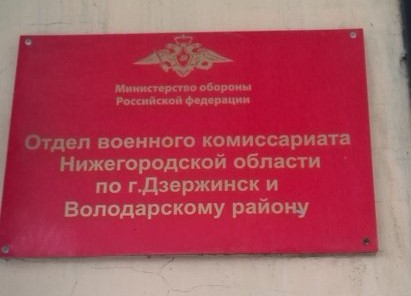 Министерство обороны
Российской федерации
Отдел военного комиссариата
Нижегородской области
по г.Дзержинск и
Володарскому району